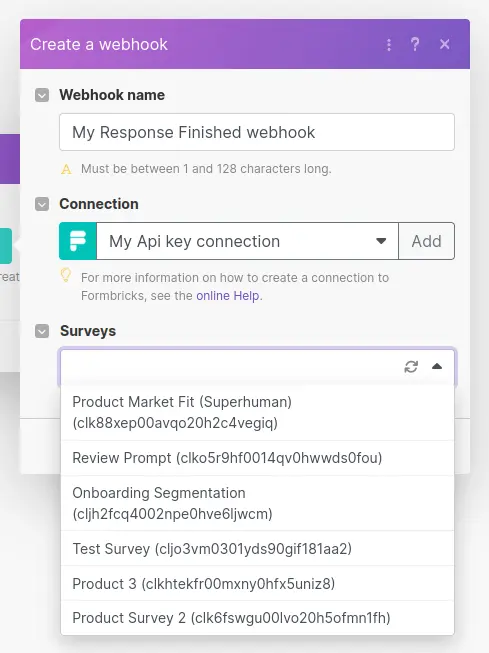 Create a webhook
Webhook name
My Response Finished webhook
Must be between 1 and 128 characters long.
Connection
My Api key connection
Add
For more information on how to create a connection to
Formbricks, see the online Help.
Surveys
Product Market Fit (Superhuman)
(clk88xep00avqo20h2c4vegiq)
Review Prompt (clko5r9hf0014qv0hwwds0fou)
Onboarding Segmentation
(cljh2fcq4002npe0hve6ljwcm)
Test Survey (cljo3vm0301yds90gif181aa2)
Product 3 (clkhtekfr00mxny0hfx5uniz8)
Product Survey 2 (clk6fswgu00lvo20h5ofmn1fh)